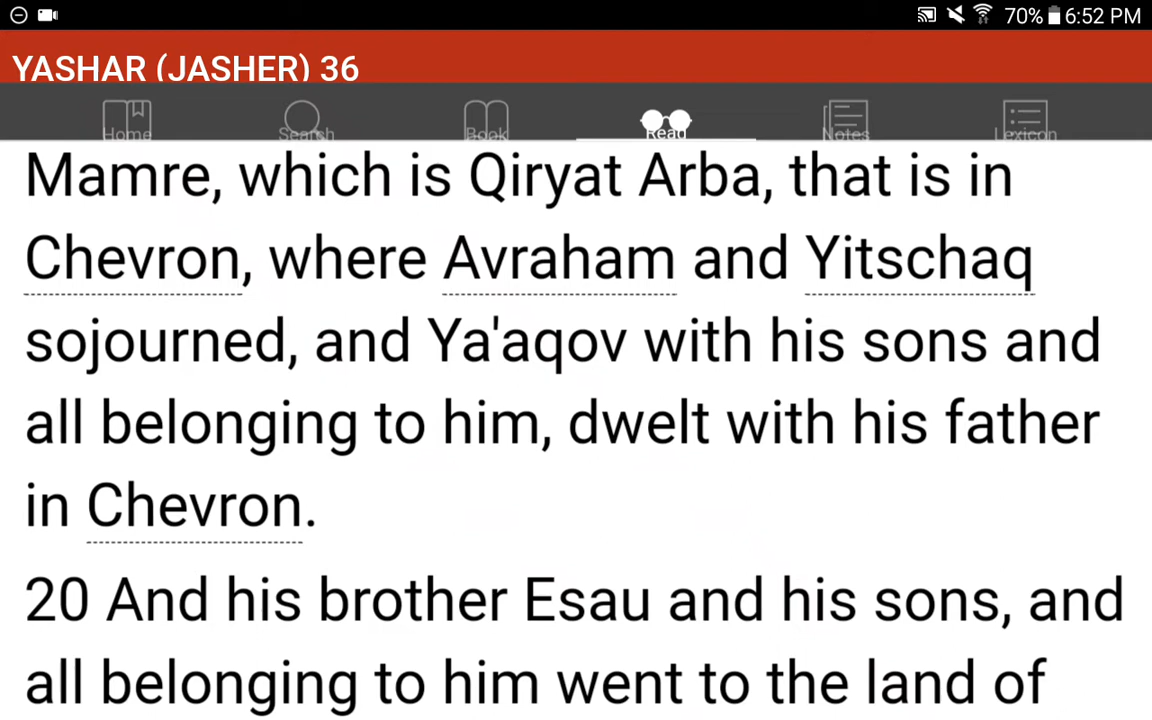 70% 6:52 PM
YASHAR (JASHER) 36
Home Search Book Read Notes Lexicon
Mamre, which is Qiryat Arba, that is in
Chevron, where Avraham and Yitschaq
sojourned, and Ya'aqov with his sons and
all belonging to him, dwelt with his father
in Chevron.
20 And his brother Esau and his sons, and
all belonging to him went to the land of